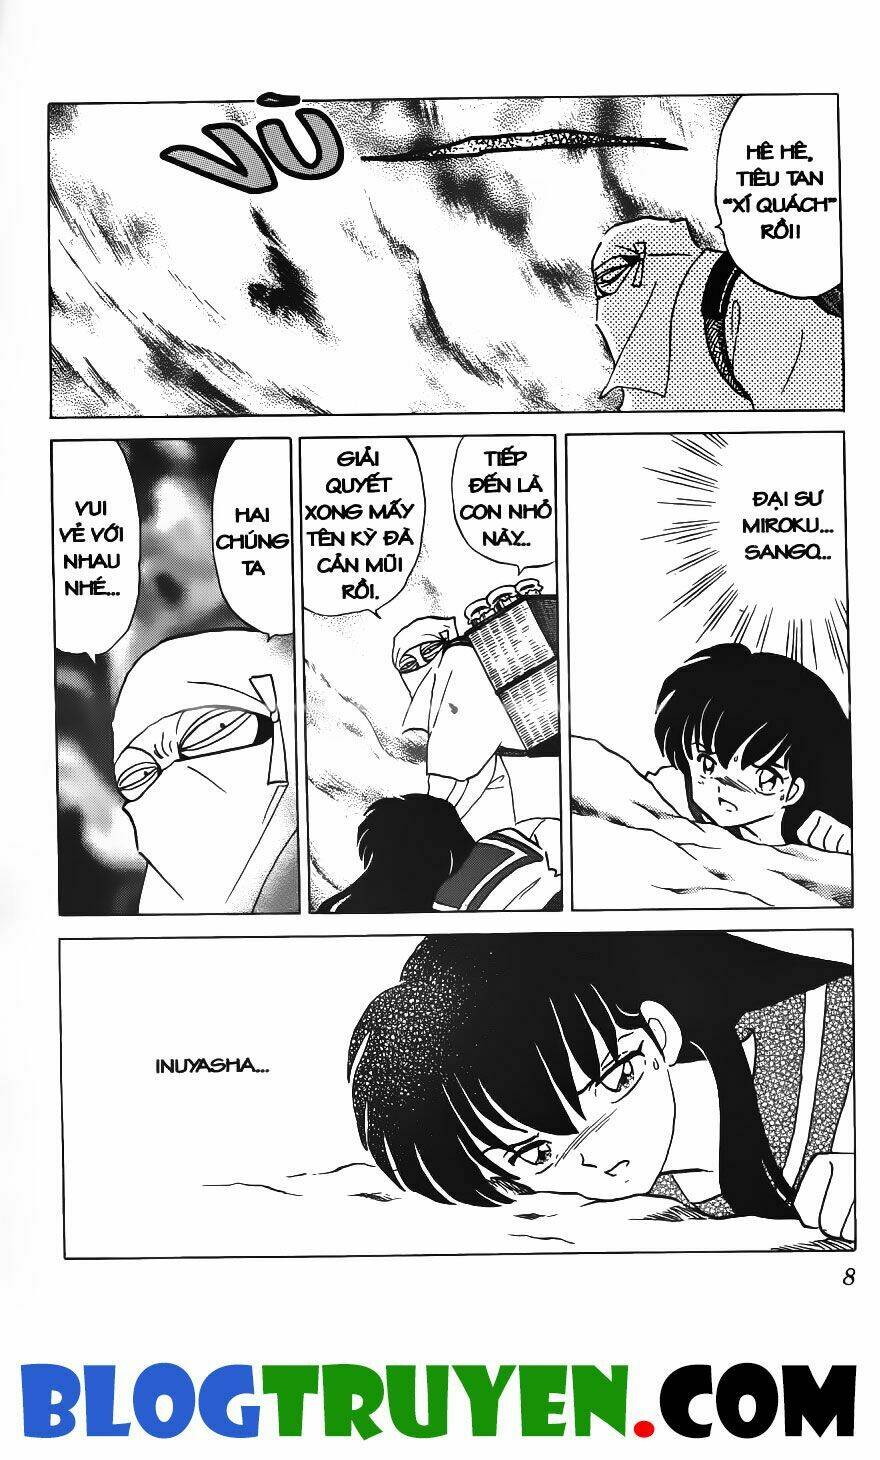 VÙ
HÊ HÊ,
TIÊU TAN
"XÍ QUÁCH"
RỒI!
ĐẠI SƯ
MIROKU...
SANGO...
TIẾP
ĐẾN LÀ
CON NHỎ
NÀY...
GIẢI
QUYẾT
XONG MẤY
TÊN KỲ ĐÀ
CẢN MŨI
RỒI.
HAI
CHÚNG
TA
VUI
VẺ VỚI
NHAU
NHÉ...
INUYASHA...
8
BLOGTRUYEN.COM